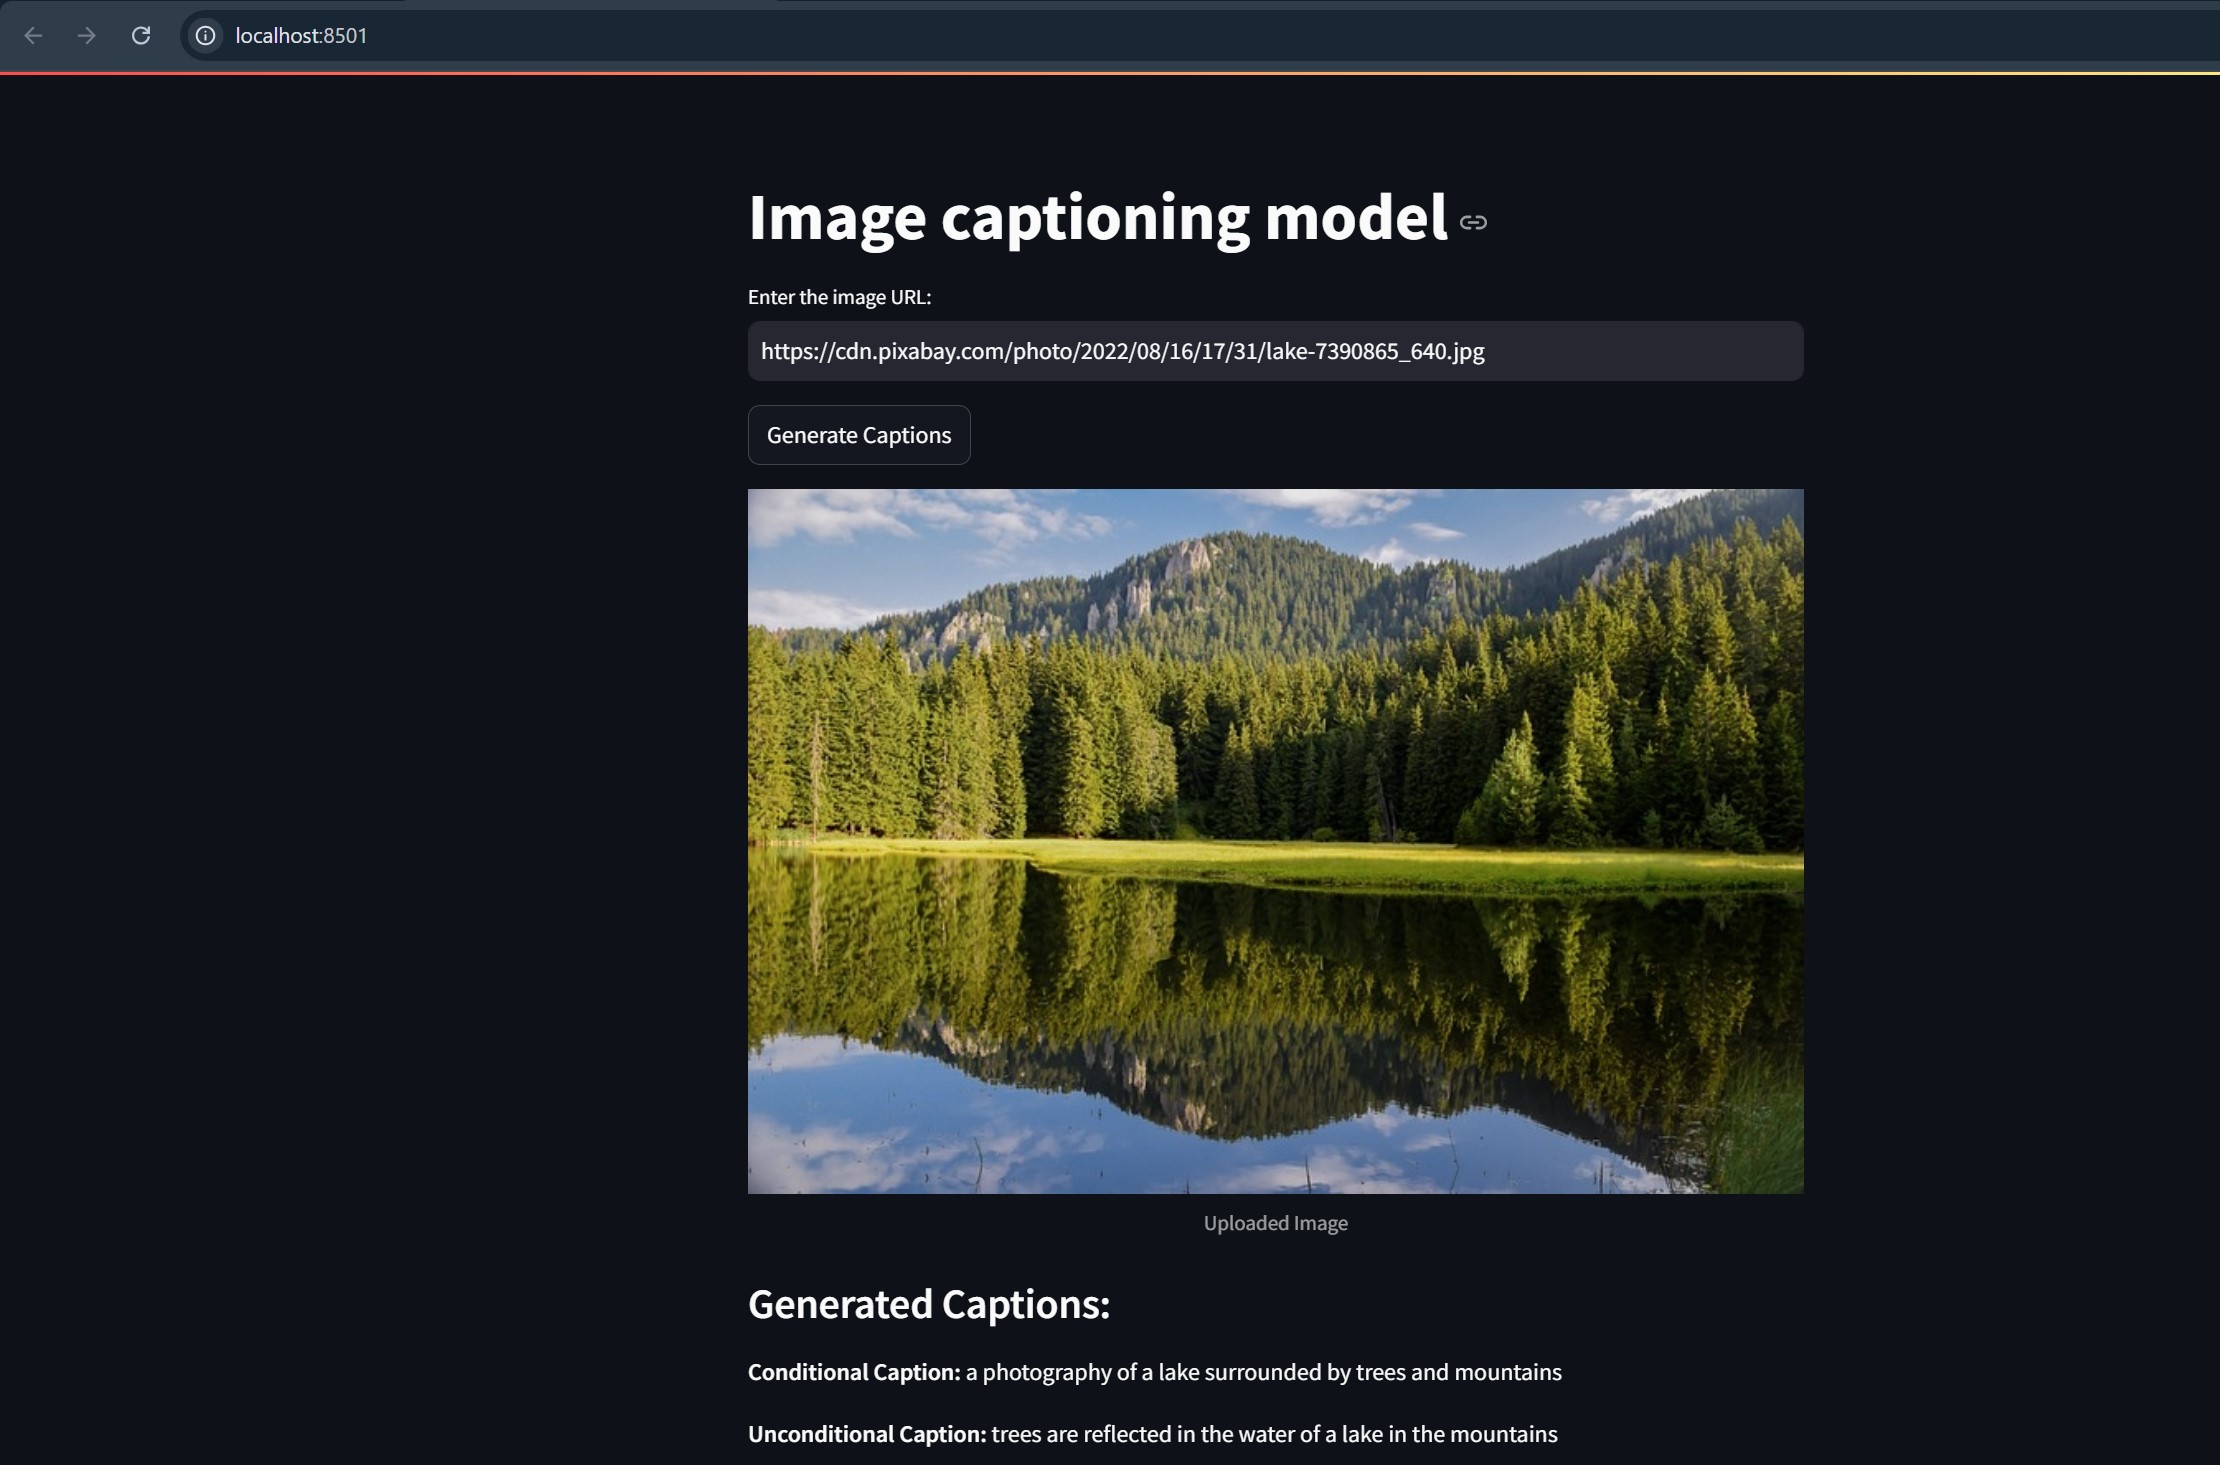 localhost:8501
Image captioning model
Enter the image URL:
https://cdn.pixabay.com/photo/2022/08/16/17/31/lake-7390865_640.jpg
Generate Captions
Uploaded Image
Generated Captions:
Conditional Caption: a photography of a lake surrounded by trees and mountains
Unconditional Caption: trees are reflected in the water of a lake in the mountains